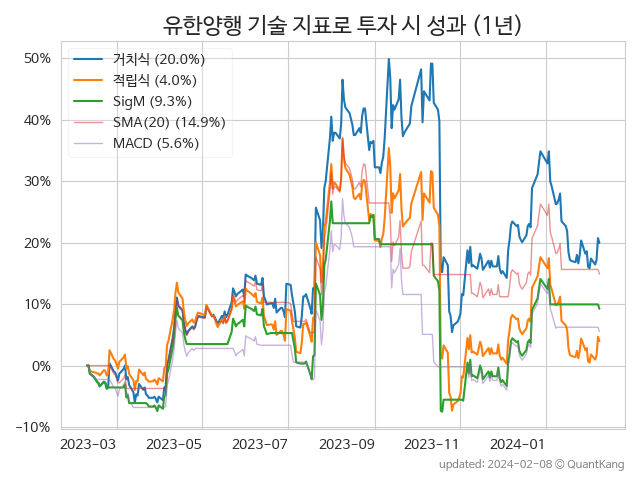 유한양행 기술 지표로 투자 시 성과 (1년)
거치식 (20.0%)
적립식 (4.0%)
SigM (9.3%)
SMA(20) (14.9%)
MACD (5.6%)
50%
40%
30%
20%
10%
0%
−10%
2023-03 2023-05 2023-07 2023-09 2023-11 2024-01
updated: 2024-02-08 © QuantKang